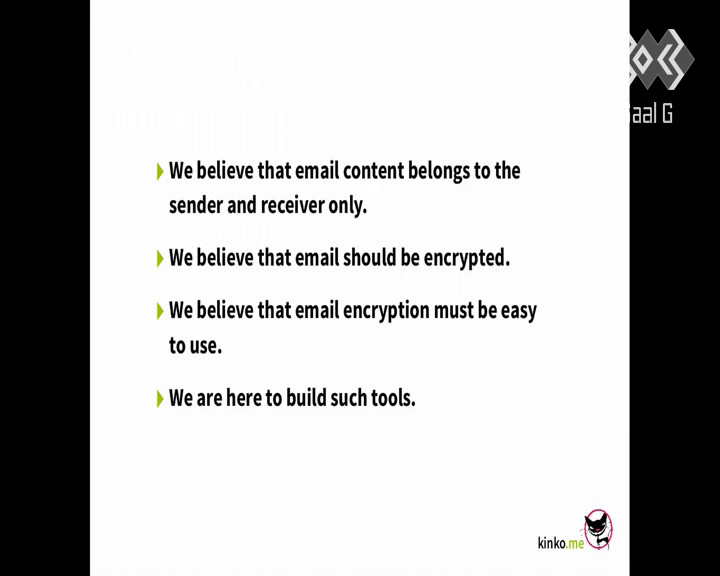 Saal G
We believe that email content belongs to the
sender and receiver only.
We believe that email should be encrypted.
We believe that email encryption must be easy
to use.
We are here to build such tools.
kinko.me